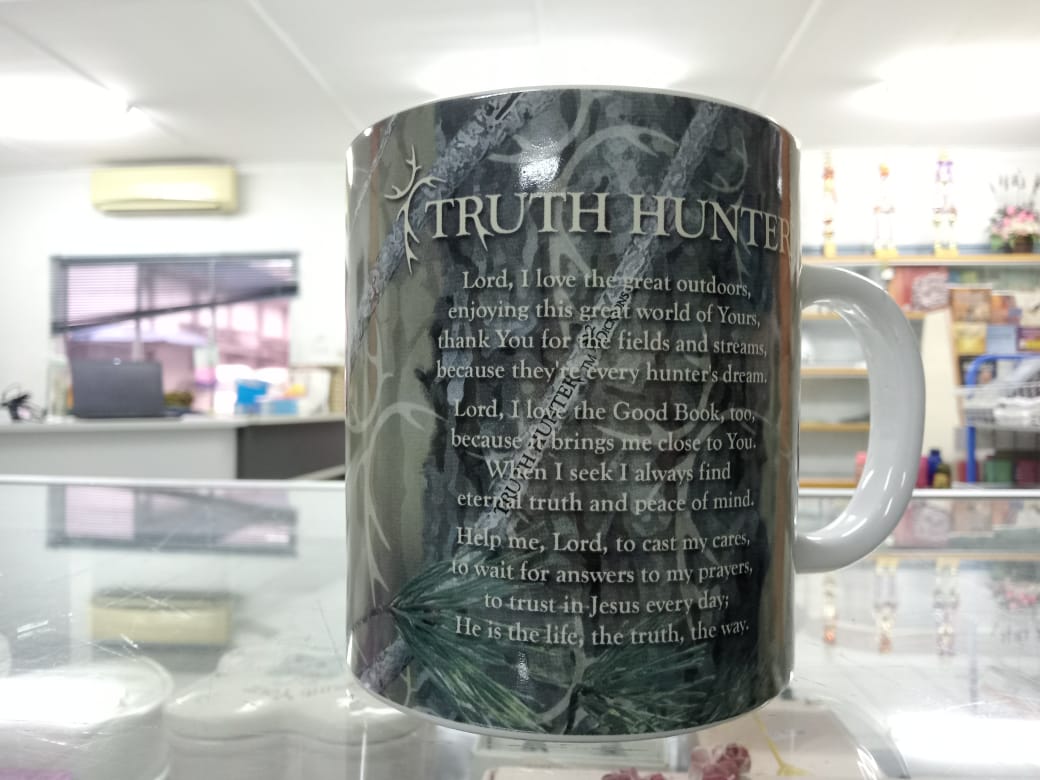 TRUTH HUNTER
Lord, I love the great outdoors,
enjoying this great world of Yours,
thank You for the fields and streams,
because they're every hunter's dream.
Lord, I love the Good Book, too,
because it brings me close to You.
When I seek I always find
eternal truth and peace of mind.
Help me, Lord, to cast my cares,
to wait for answers to my prayers,
to trust in Jesus every day;
He is the life, the truth, the way.
TRUTH HUNTER